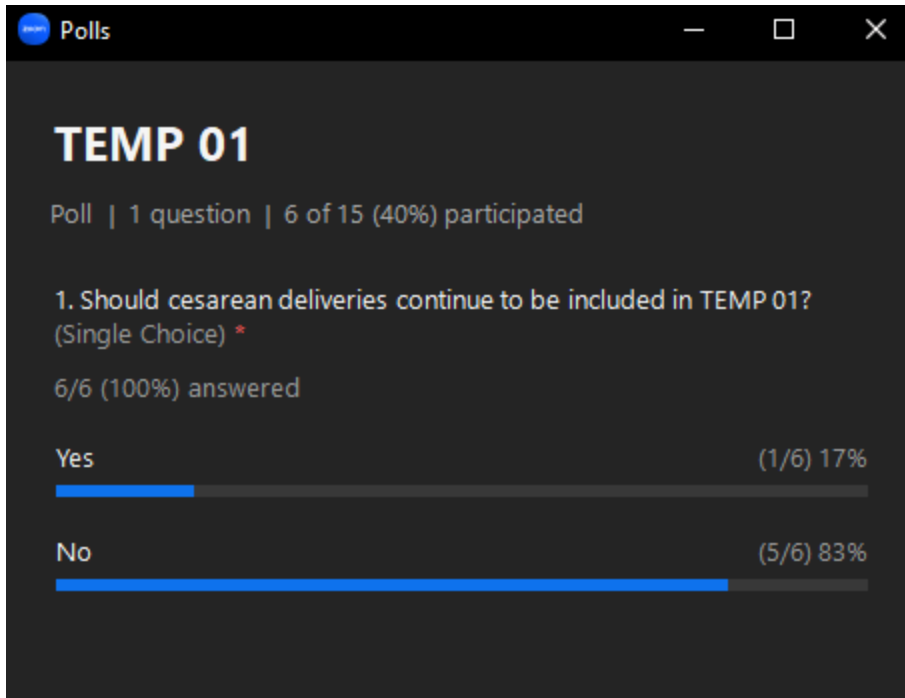 Polls
TEMP 01
Poll | 1 question | 6 of 15 (40%) participated
1. Should cesarean deliveries continue to be included in TEMP 01?
(Single Choice) *
6/6 (100%) answered
Yes (1/6) 17%
No (5/6) 83%